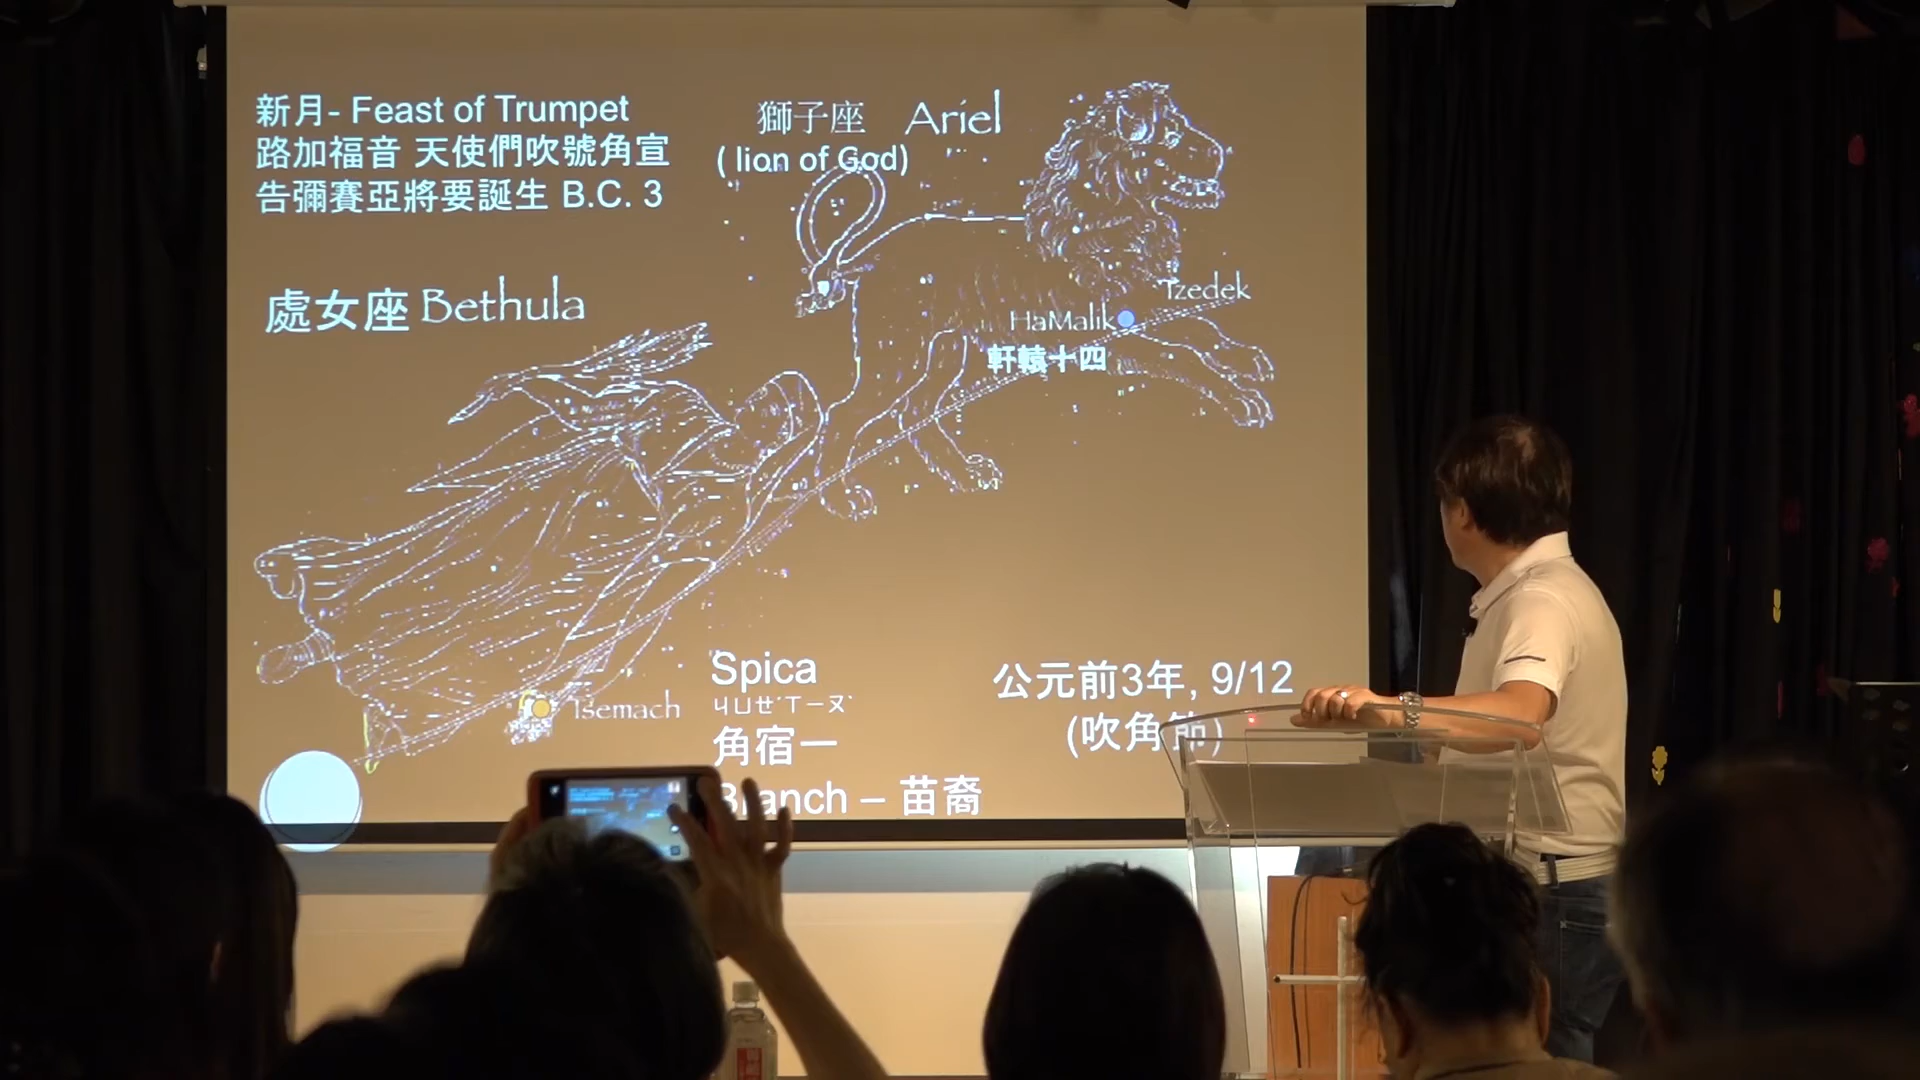 新月- Feast of Trumpet
路加福音 天使們吹號角宣
告彌賽亞將要誕生 B.C. 3
獅子座 Ariel
( lion of God)
處女座 Bethula
Tzedek
HaMalik
軒轅十四
Tsemach
Spica
ㄐㄩㄝˊㄒㄧㄡˋ
角宿一
Branch – 苗裔
公元前3年, 9/12
(吹角節)